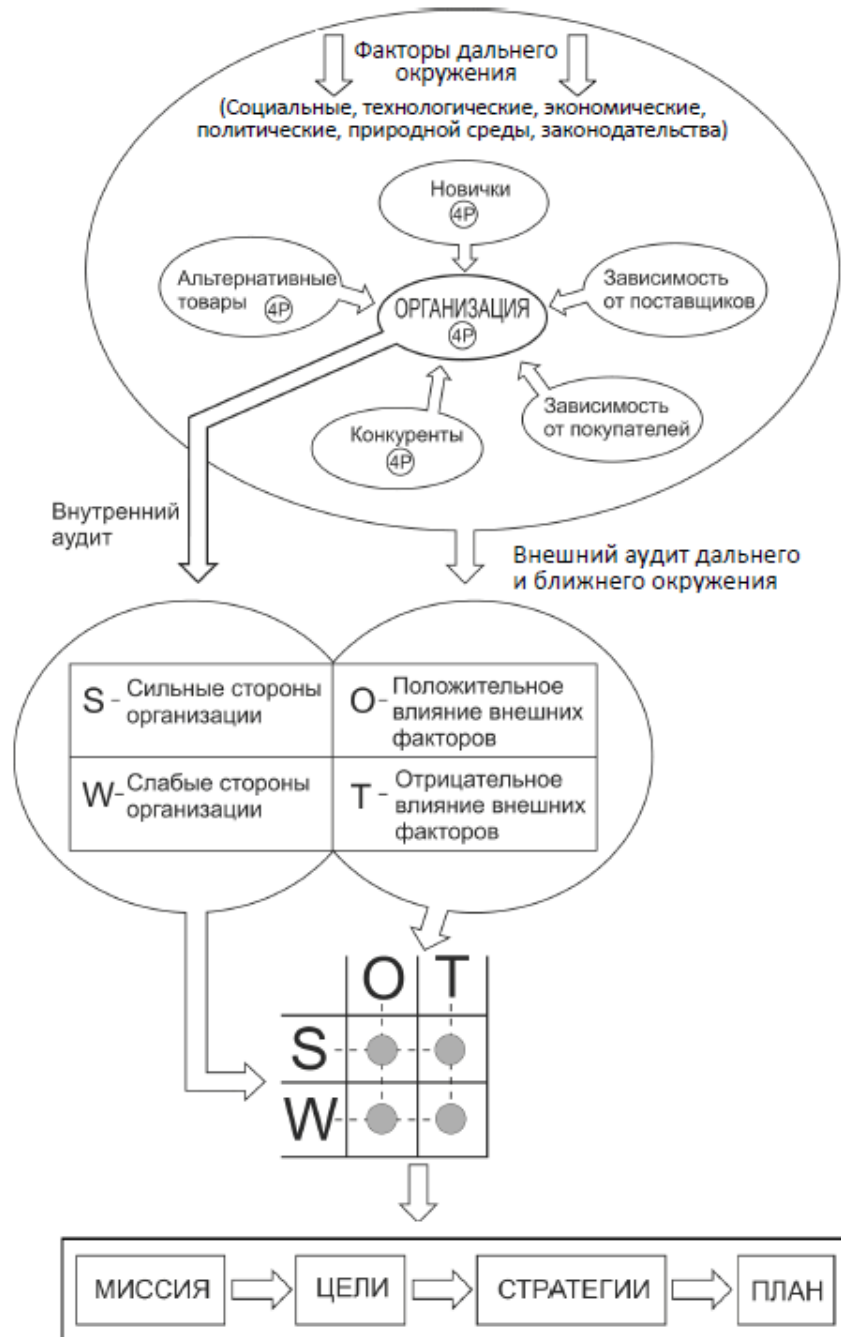 Факторы дальнего
окружения
(Социальные, технологические, экономические,
политические, природной среды, законодательства)
Новички
4P
Альтернативные
товары 4P
Зависимость
от поставщиков
ОРГАНИЗАЦИЯ
4P
Зависимость
от покупателей
Конкуренты
4P
Внутренний
аудит
Внешний аудит дальнего
и ближнего окружения
S - Сильные стороны
организации
O - Положительное
влияние внешних
факторов
W - Слабые стороны
организации
T - Отрицательное
влияние внешних
факторов
O T
S
W
МИССИЯ ЦЕЛИ СТРАТЕГИИ ПЛАН